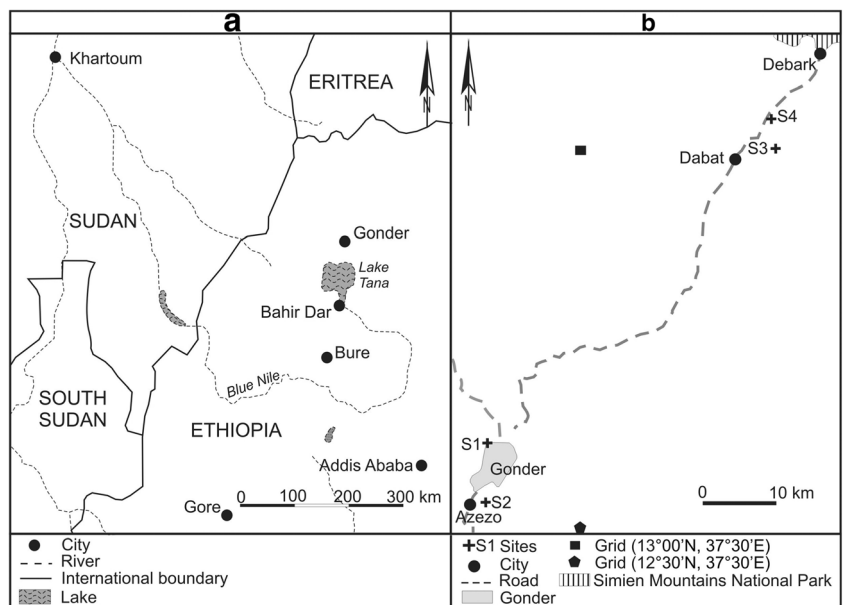 a
b
Khartoum
ERITREA
N
SUDAN
Gonder
Lake
Tana
Bahir Dar
Bure
Blue Nile
SOUTH
SUDAN
ETHIOPIA
Addis Ababa
Gore
0 100 200 300 km
City
River
International boundary
Lake
N
Debark
S4
S3
Dabat
S1
Gonder
S2
Azezo
0 10 km
S1 Sites
City
Road
Gonder
Grid (13°00'N, 37°30'E)
Grid (12°30'N, 37°30'E)
Simien Mountains National Park